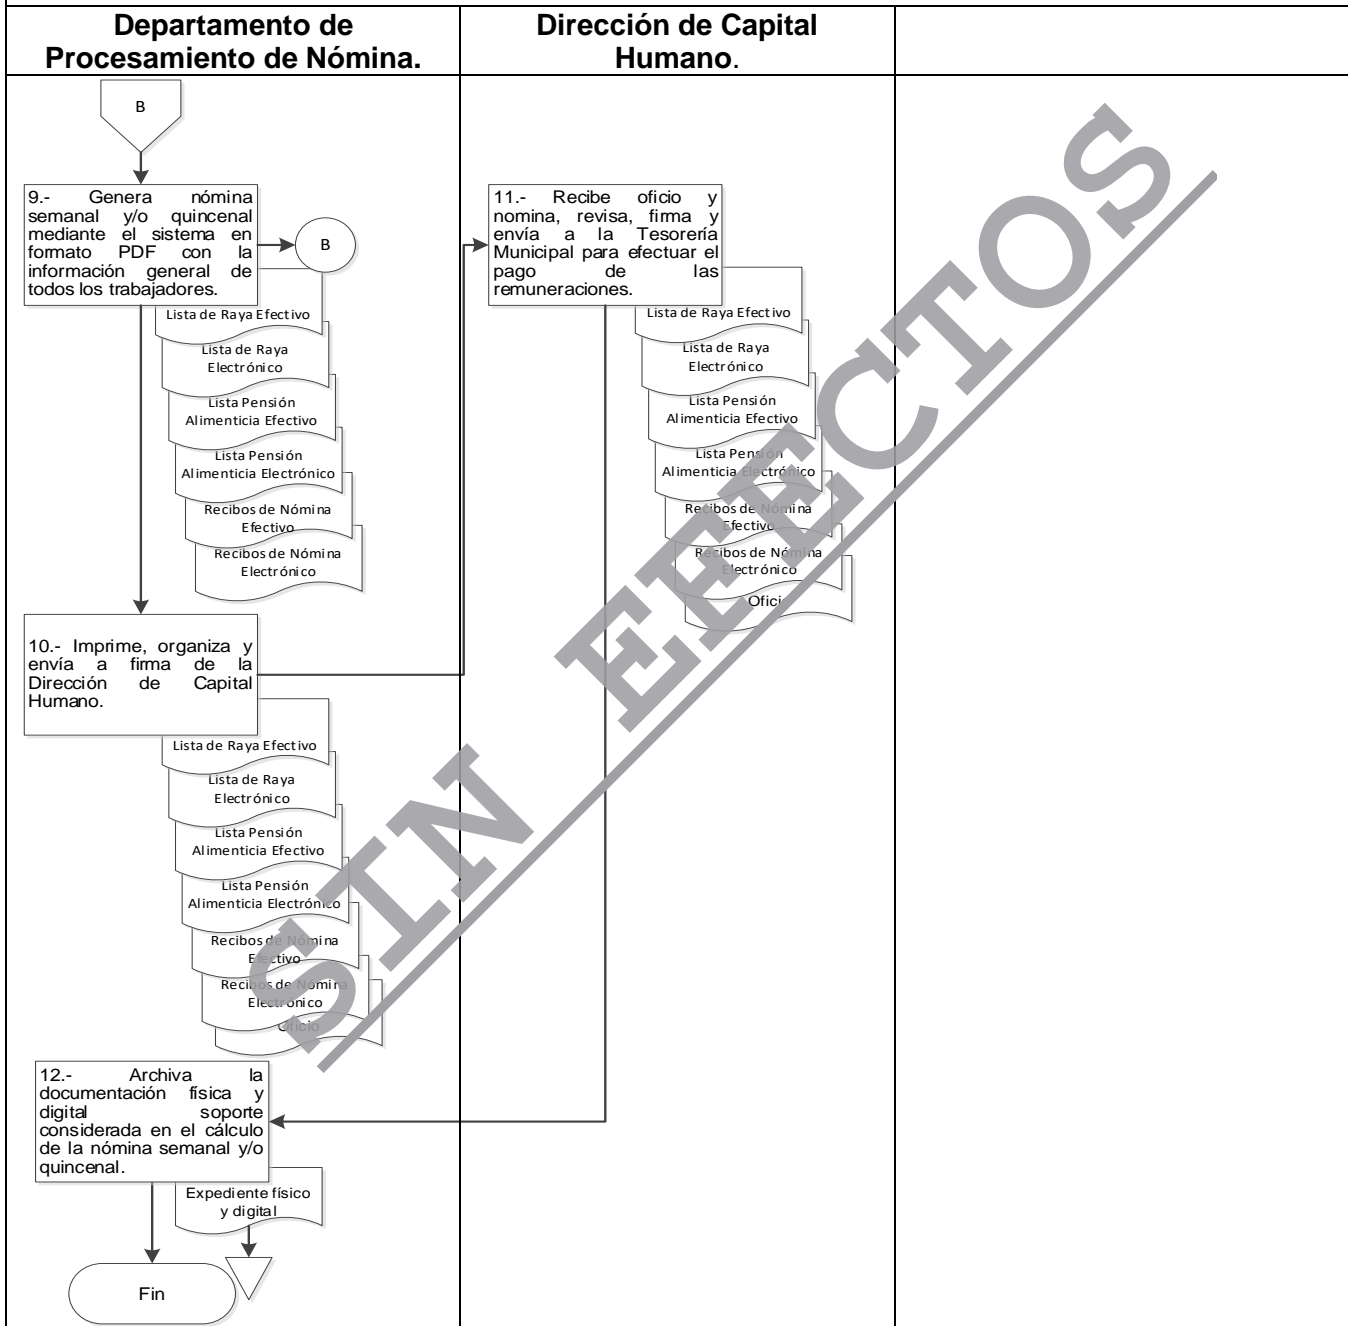 Departamento de
Procesamiento de Nómina.
Dirección de Capital
Humano.
B
9.- Genera nómina
semanal y/o quincenal
mediante el sistema en
formato PDF con la
información general de
todos los trabajadores.
B
Lista de Raya Efectivo
Lista de Raya
Electrónico
Lista Pensión
Alimenticia Efectivo
Lista Pensión
Alimenticia Electrónico
Recibos de Nómina
Efectivo
Recibos de Nómina
Electrónico
10.- Imprime, organiza y
envía a firma de la
Dirección de Capital
Humano.
Lista de Raya Efectivo
Lista de Raya
Electrónico
Lista Pensión
Alimenticia Efectivo
Lista Pensión
Alimenticia Electrónico
Recibos de Nómina
Efectivo
Recibos de Nómina
Electrónico
Oficio
11.- Recibe oficio y
nomina, revisa, firma y
envía a la Tesorería
Municipal para efectuar el
pago de las
remuneraciones.
Lista de Raya Efectivo
Lista de Raya
Electrónico
Lista Pensión
Alimenticia Efectivo
Lista Pensión
Alimenticia Electrónico
Recibos de Nómina
Efectivo
Recibos de Nómina
Electrónico
Oficio
12.- Archiva la
documentación física y
digital soporte
considerada en el cálculo
de la nómina semanal y/o
quincenal.
Expediente físico
y digital
Fin
SIN EFECTOS